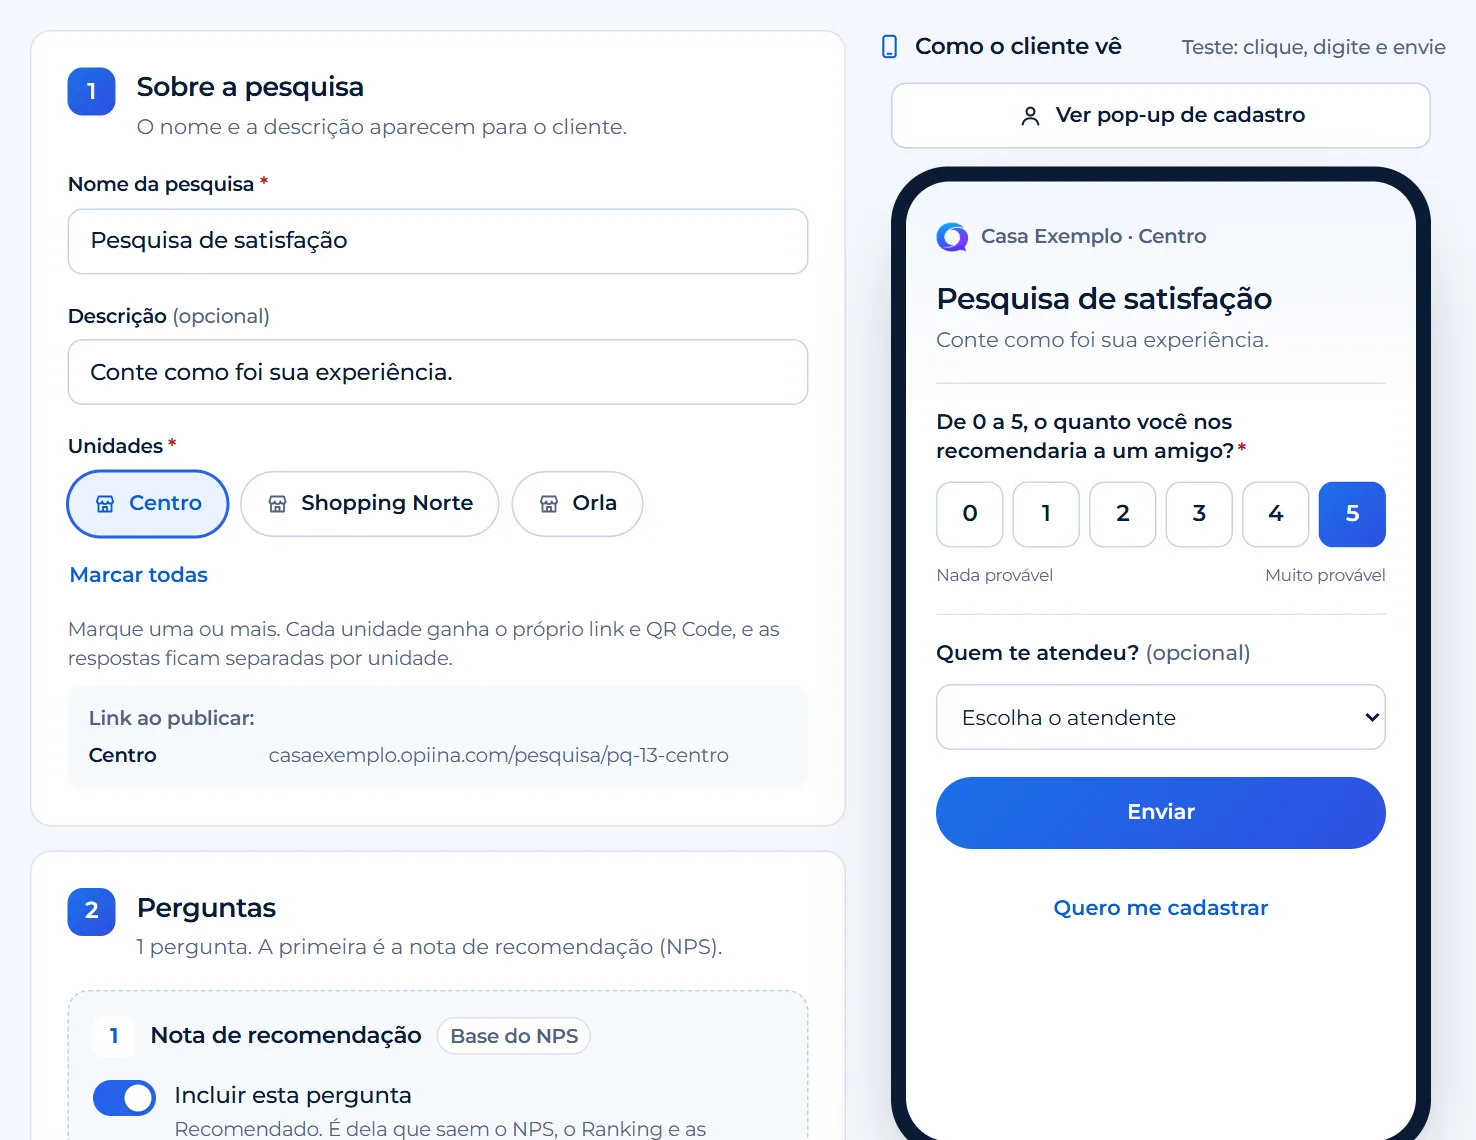 1
Sobre a pesquisa
O nome e a descrição aparecem para o cliente.
Nome da pesquisa *
Pesquisa de satisfação
Descrição (opcional)
Conte como foi sua experiência.
Unidades *
Centro
Shopping Norte
Orla
Marcar todas
Marque uma ou mais. Cada unidade ganha o próprio link e QR Code, e as
respostas ficam separadas por unidade.
Link ao publicar:
Centro casaexemplo.opiina.com/pesquisa/pq-13-centro
2
Perguntas
1 pergunta. A primeira é a nota de recomendação (NPS).
1 Nota de recomendação Base do NPS
Incluir esta pergunta
Recomendado. É dela que saem o NPS, o Ranking e as
Como o cliente vê
Teste: clique, digite e envie
Ver pop-up de cadastro
Casa Exemplo · Centro
Pesquisa de satisfação
Conte como foi sua experiência.
De 0 a 5, o quanto você nos
recomendaria a um amigo? *
0 1 2 3 4 5
Nada provável Muito provável
Quem te atendeu? (opcional)
Escolha o atendente
Enviar
Quero me cadastrar